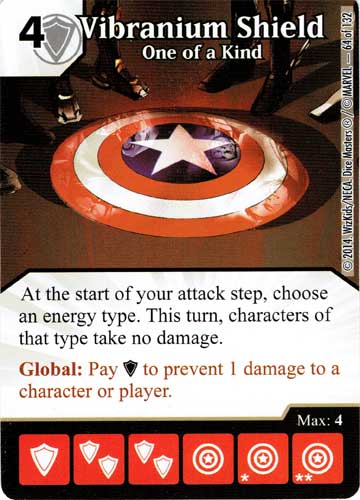 4 Vibranium Shield
One of a Kind
© 2014 WizKids/NECA. Dice Masters ® / © MARVEL — 64 of 132
At the start of your attack step, choose
an energy type. This turn, characters of
that type take no damage.
Global: Pay to prevent 1 damage to a
character or player.
Max: 4
* **